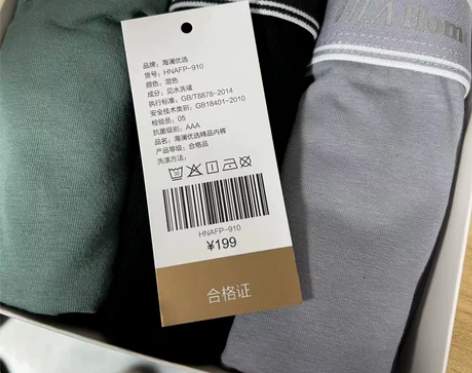 品牌：海澜优选
货号：HNAFP-910
颜色：混色
成分：见水洗唛
执行标准：GB/T8878-2014
安全技术类别：GB18401-2010
检验员：05
抗菌级别：AAA
品名：海澜优选精品内裤
产品等级：合格品
洗涤方法：
HNAFP-910
¥199
合格证